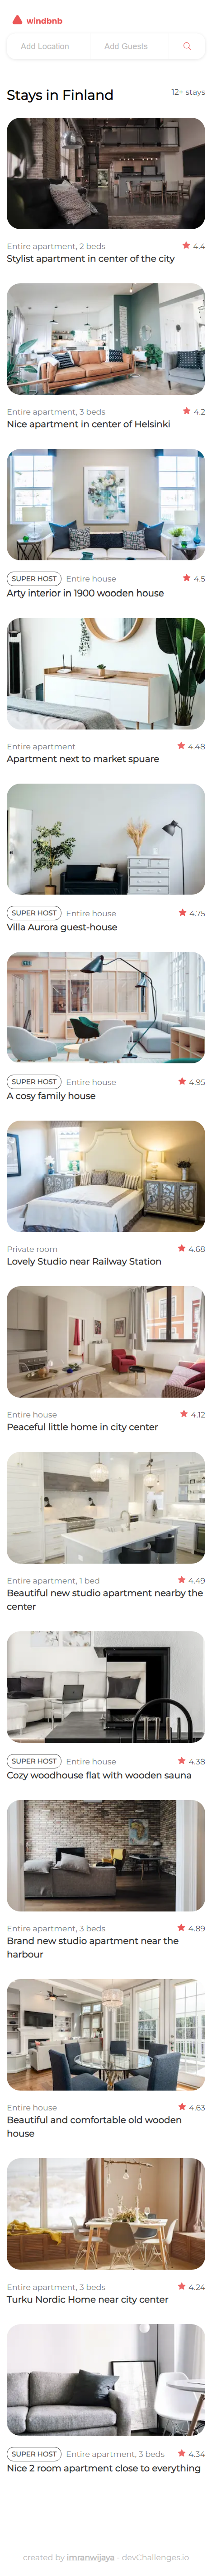 windbnb
Add Location Add Guests
Stays in Finland 12+ stays
Entire apartment, 2 beds 4.4
Stylist apartment in center of the city
Entire apartment, 3 beds 4.2
Nice apartment in center of Helsinki
SUPER HOST Entire house 4.5
Arty interior in 1900 wooden house
Entire apartment 4.48
Apartment next to market spuare
SUPER HOST Entire house 4.75
Villa Aurora guest-house
SUPER HOST Entire house 4.95
A cosy family house
Private room 4.68
Lovely Studio near Railway Station
Entire house 4.12
Peaceful little home in city center
Entire apartment, 1 bed 4.49
Beautiful new studio apartment nearby the
center
SUPER HOST Entire house 4.38
Cozy woodhouse flat with wooden sauna
Entire apartment, 3 beds 4.89
Brand new studio apartment near the
harbour
Entire house 4.63
Beautiful and comfortable old wooden
house
Entire apartment, 3 beds 4.24
Turku Nordic Home near city center
SUPER HOST Entire apartment, 3 beds 4.34
Nice 2 room apartment close to everything
created by imranwijaya - devChallenges.io